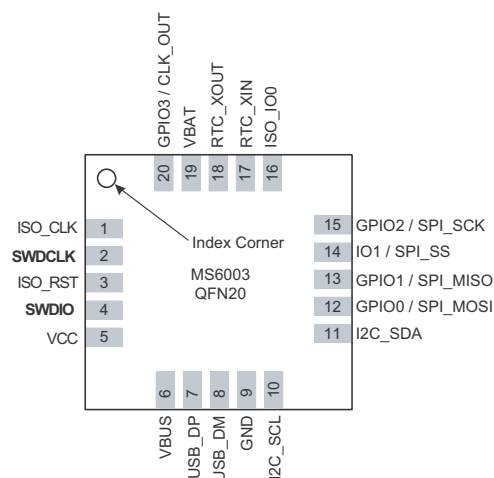 GPIO3 / CLK_OUT
VBAT
RTC_XOUT
RTC_XIN
ISO_IO0
20
19
18
17
16
ISO_CLK 1
SWDCLK 2
ISO_RST 3
SWDIO 4
VCC 5
Index Corner
MS6003
QFN20
15 GPIO2 / SPI_SCK
14 IO1 / SPI_SS
13 GPIO1 / SPI_MISO
12 GPIO0 / SPI_MOSI
11 I2C_SDA
6
7
8
9
10
VBUS
USB_DP
USB_DM
GND
I2C_SCL